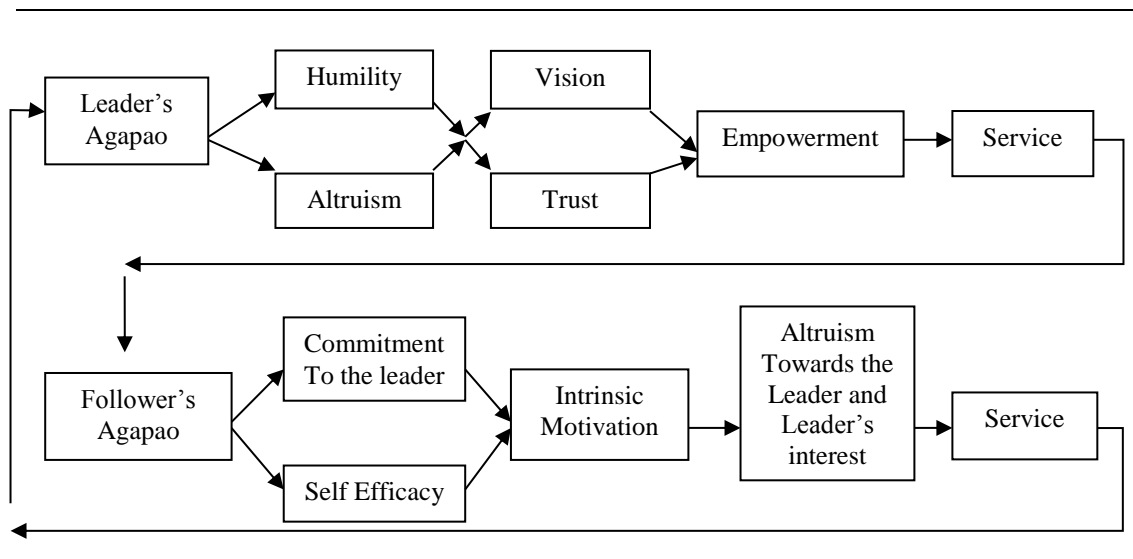 Leader’s
Agapao
Humility
Altruism
Vision
Trust
Empowerment
Service
Follower’s
Agapao
Commitment
To the leader
Self Efficacy
Intrinsic
Motivation
Altruism
Towards the
Leader and
Leader’s
interest
Service